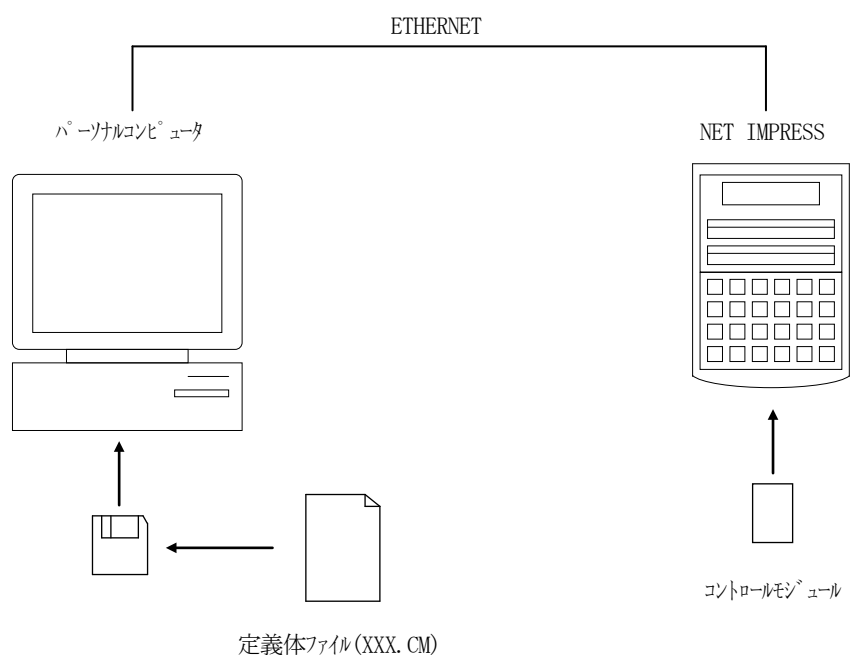 ETHERNET
ﾊﾟｰｿﾅﾙｺﾝﾋﾟｭｰﾀ
NET IMPRESS
ｺﾝﾄﾛｰﾙﾓｼﾞｭｰﾙ
定義体ﾌｧｲﾙ(XXX.CM)